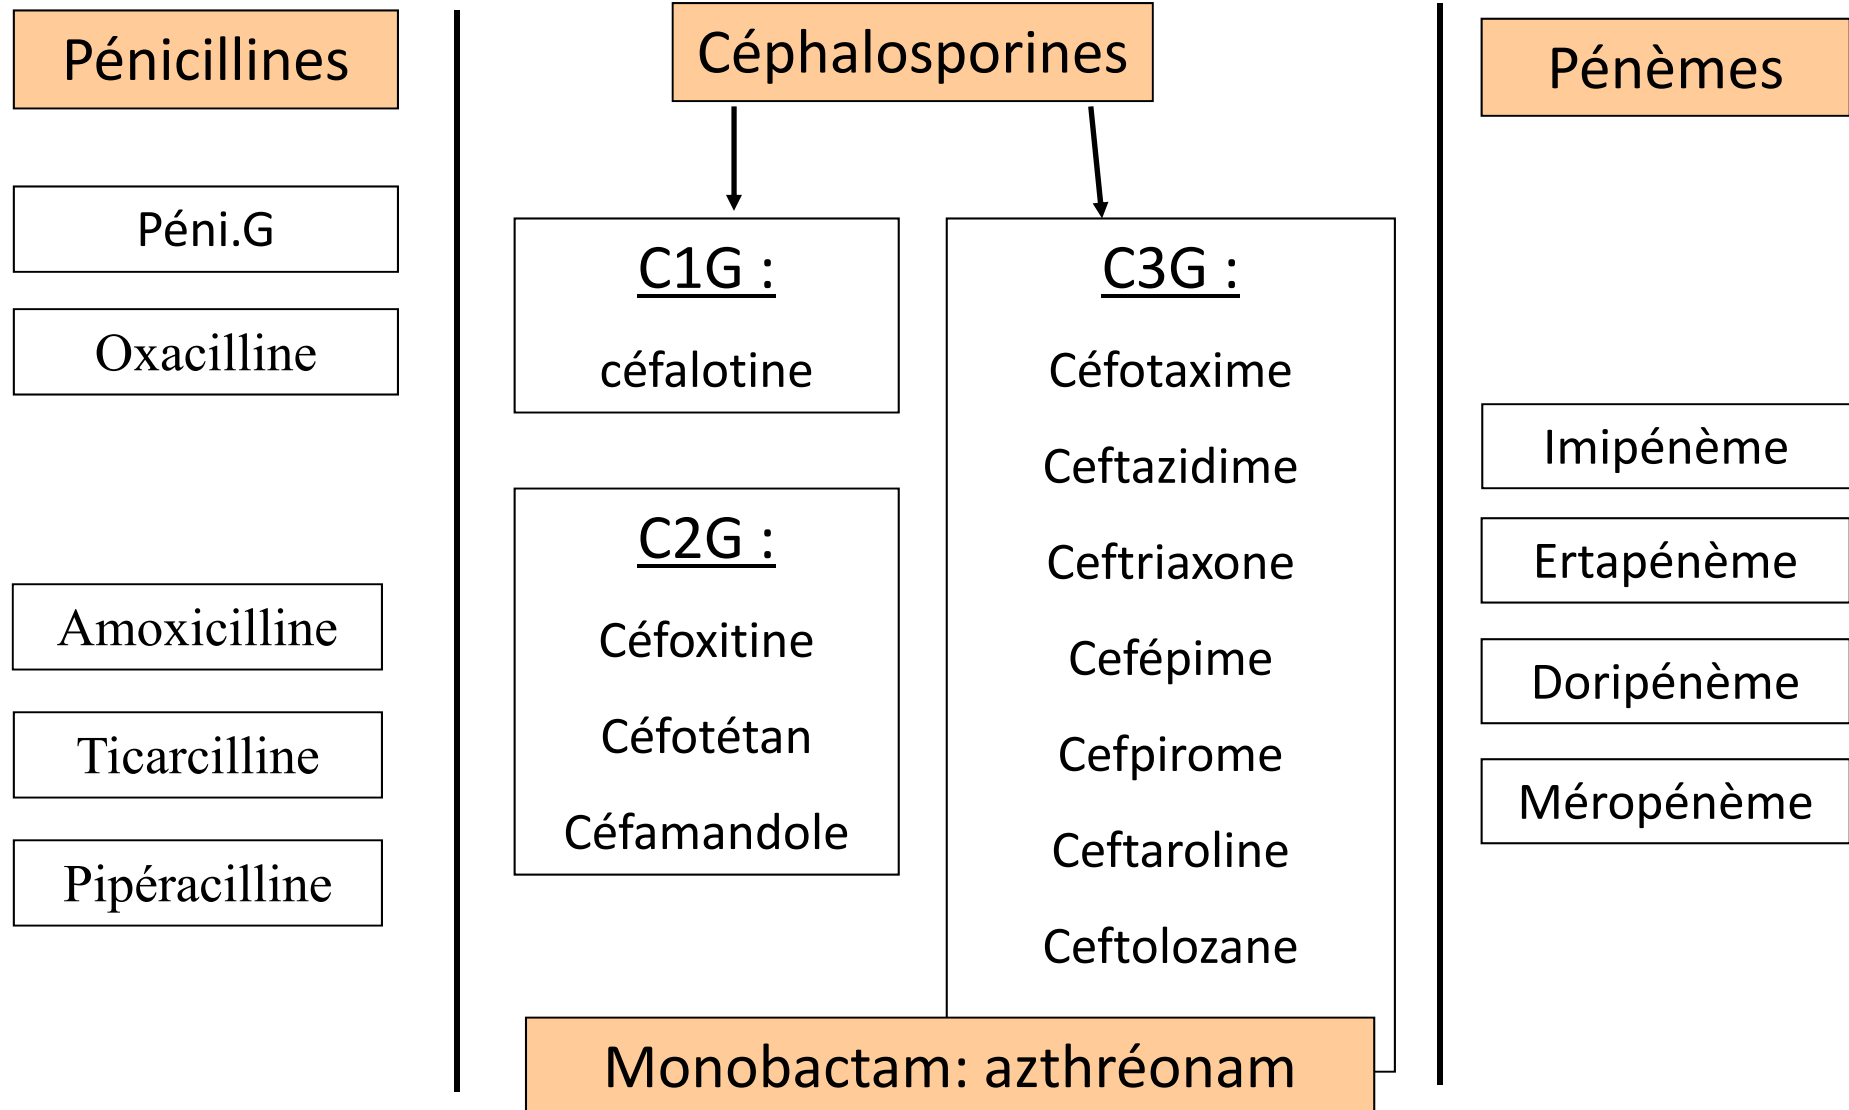 Pénicillines
Péni.G
Oxacilline
Amoxicilline
Ticarcilline
Pipéracilline
Céphalosporines
C1G :
céfalotine
C2G :
Céfoxitine
Céfotétan
Céfamandole
C3G :
Céfotaxime
Ceftazidime
Ceftriaxone
Cefépime
Cefpirome
Ceftaroline
Ceftolozane
Monobactam: azthréonam
Pénèmes
Imipénème
Ertapénème
Doripénème
Méropénème